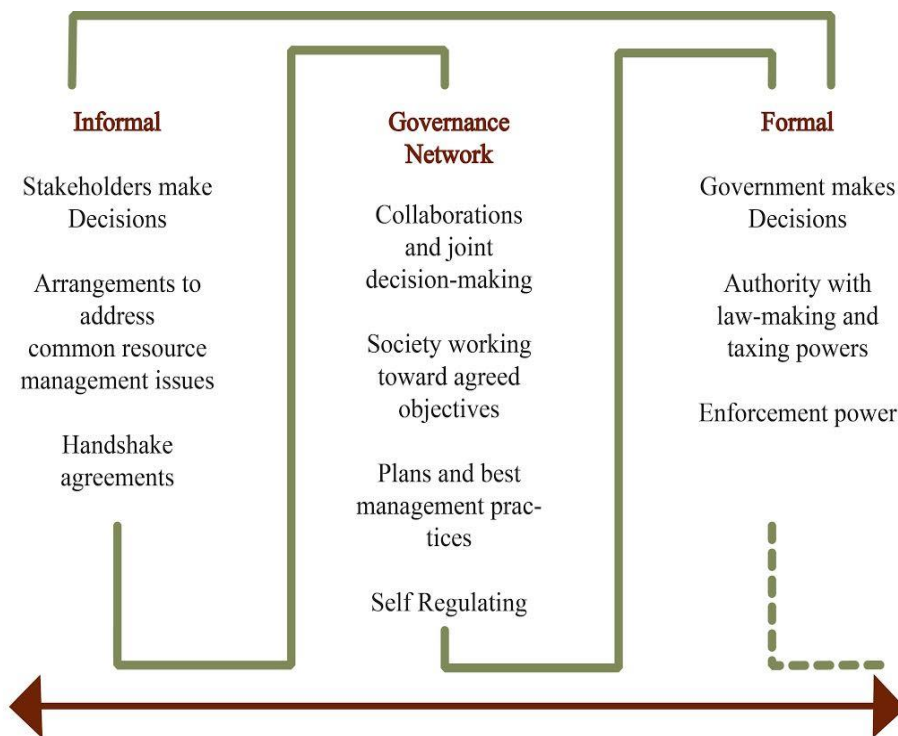 Informal
Stakeholders make
Decisions
Arrangements to
address
common resource
management issues
Handshake
agreements
Governance
Network
Collaborations
and joint
decision-making
Society working
toward agreed
objectives
Plans and best
management prac-
tices
Self Regulating
Formal
Government makes
Decisions
Authority with
law-making and
taxing powers
Enforcement power